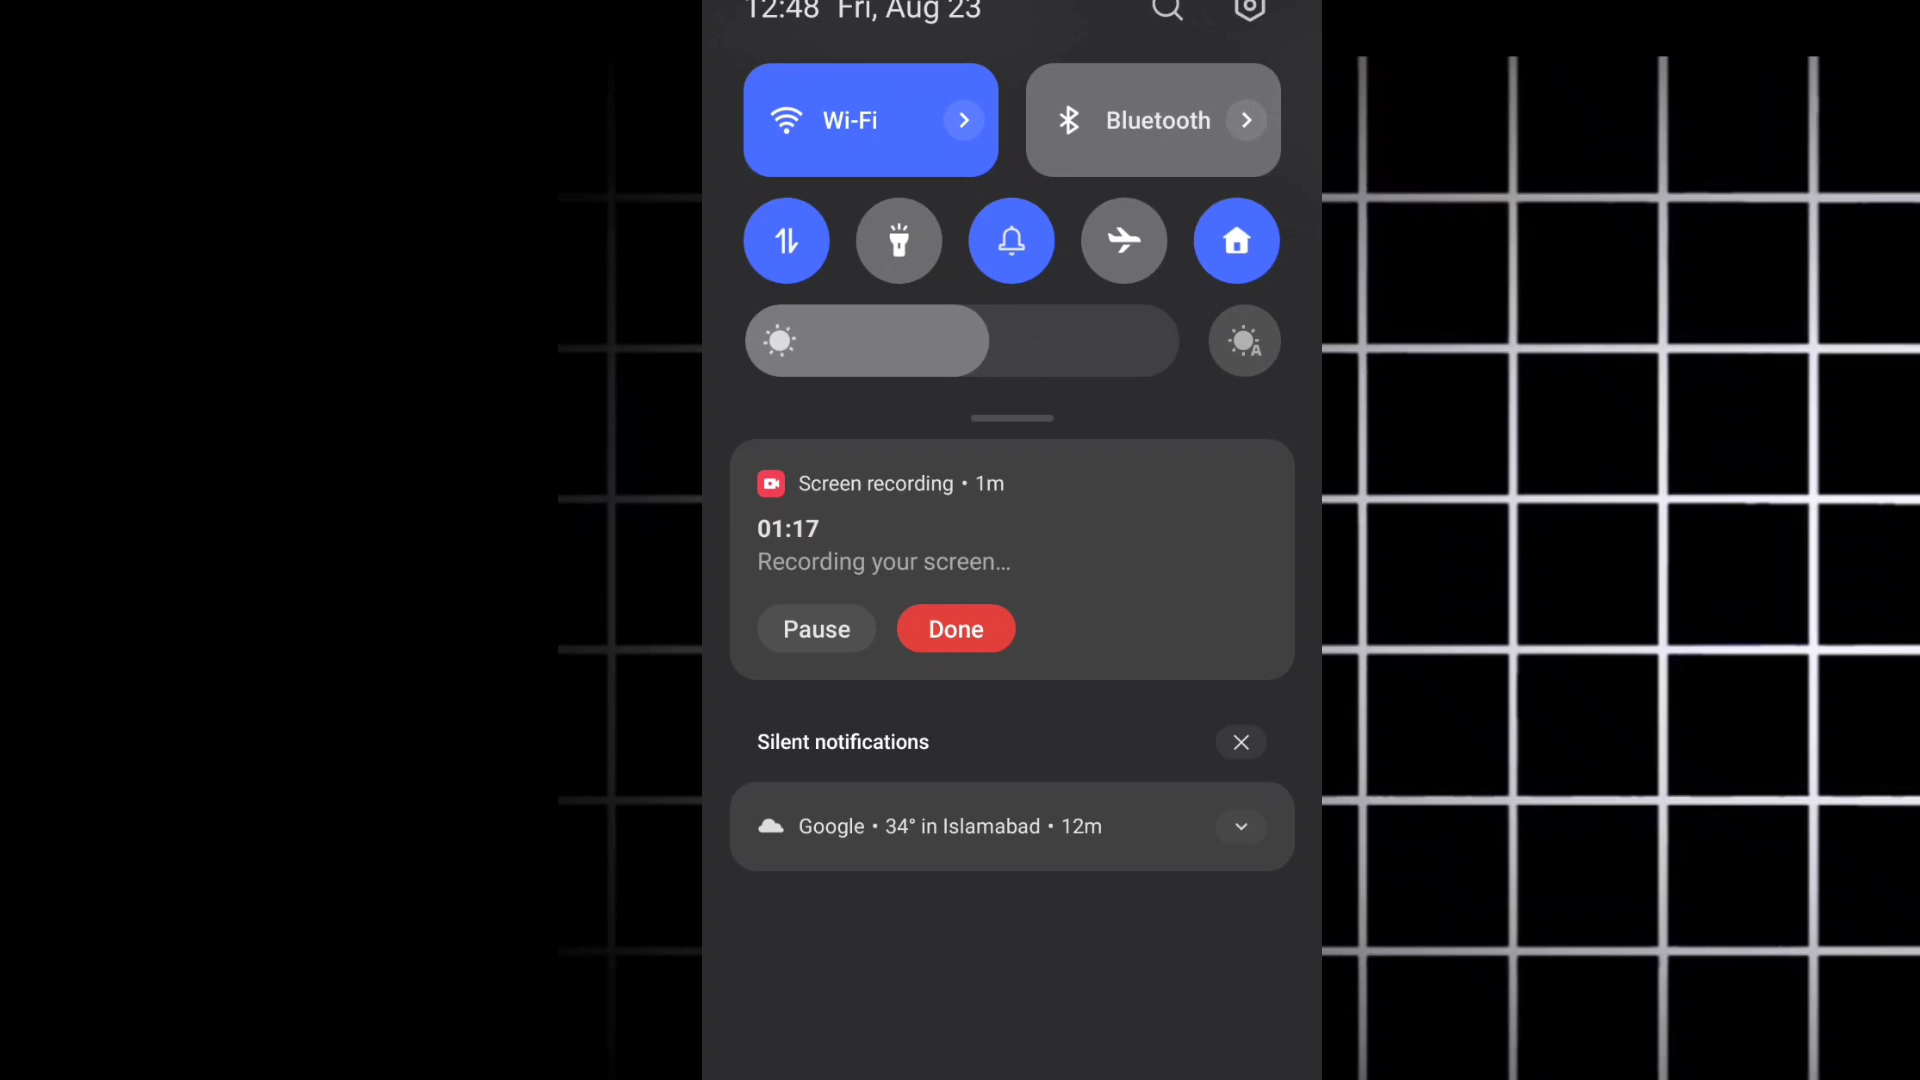 12:48 Fri, Aug 23
Wi-Fi
Bluetooth
A
Screen recording • 1m
01:17
Recording your screen...
Pause
Done
Silent notifications
Google • 34° in Islamabad • 12m